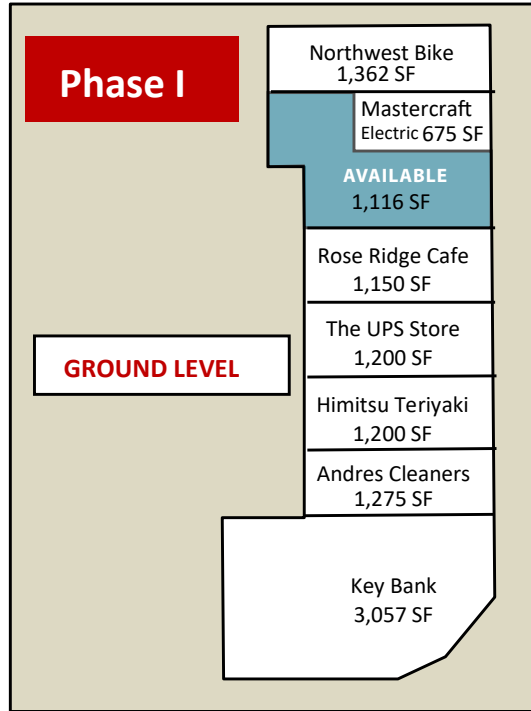 Phase I
Northwest Bike
1,362 SF
Mastercraft
Electric 675 SF
AVAILABLE
1,116 SF
Rose Ridge Cafe
1,150 SF
The UPS Store
1,200 SF
GROUND LEVEL
Himitsu Teriyaki
1,200 SF
Andres Cleaners
1,275 SF
Key Bank
3,057 SF